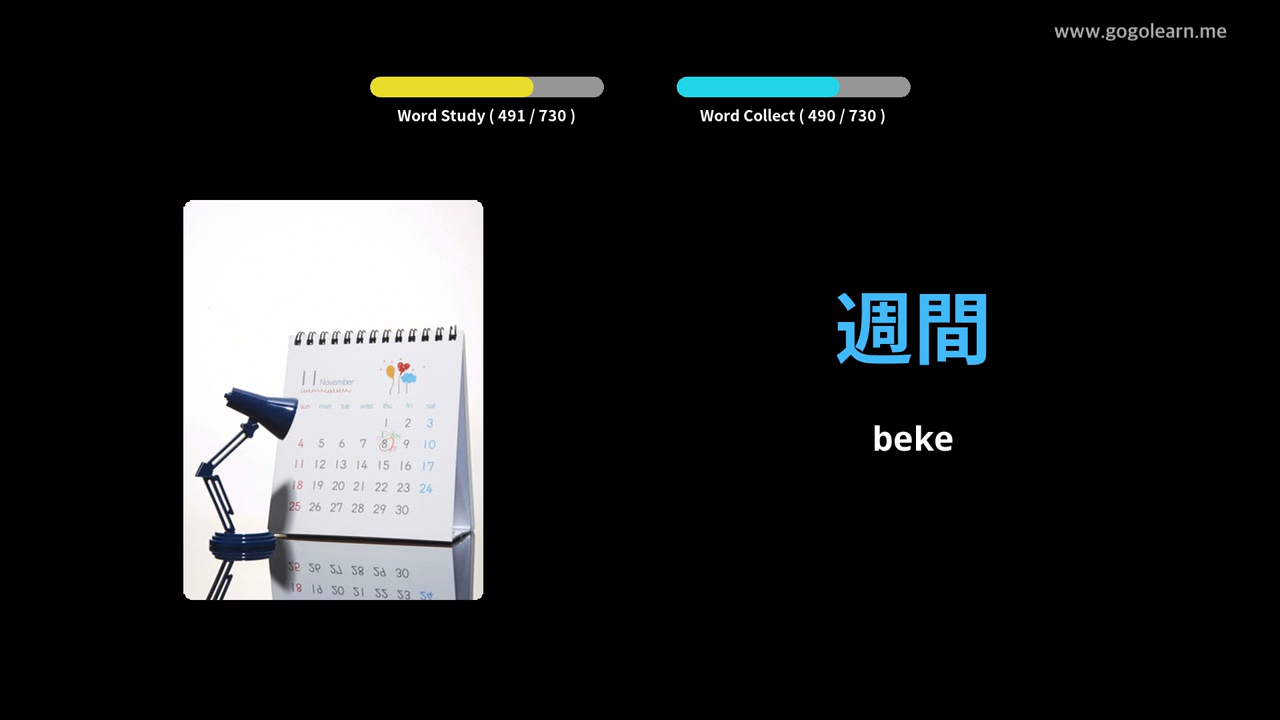 www.gogolearn.me
Word Study ( 491 / 730 )
Word Collect ( 490 / 730 )
11 November
sun mon tue wed thu fri sat
1 2 3
4 5 6 7 8 9 10
11 12 13 14 15 16 17
18 19 20 21 22 23 24
25 26 27 28 29 30
週間
beke